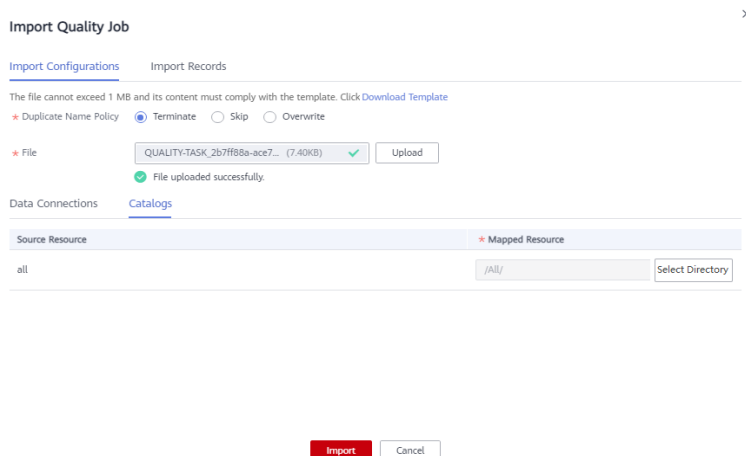 Import Quality Job
Import Configurations Import Records
The file cannot exceed 1 MB and its content must comply with the template. Click Download Template
* Duplicate Name Policy Terminate Skip Overwrite
* File QUALITY-TASK_2b7ff88a-ace7... (7.40KB) Upload
File uploaded successfully.
Data Connections Catalogs
Source Resource * Mapped Resource
all /All/ Select Directory
Import Cancel